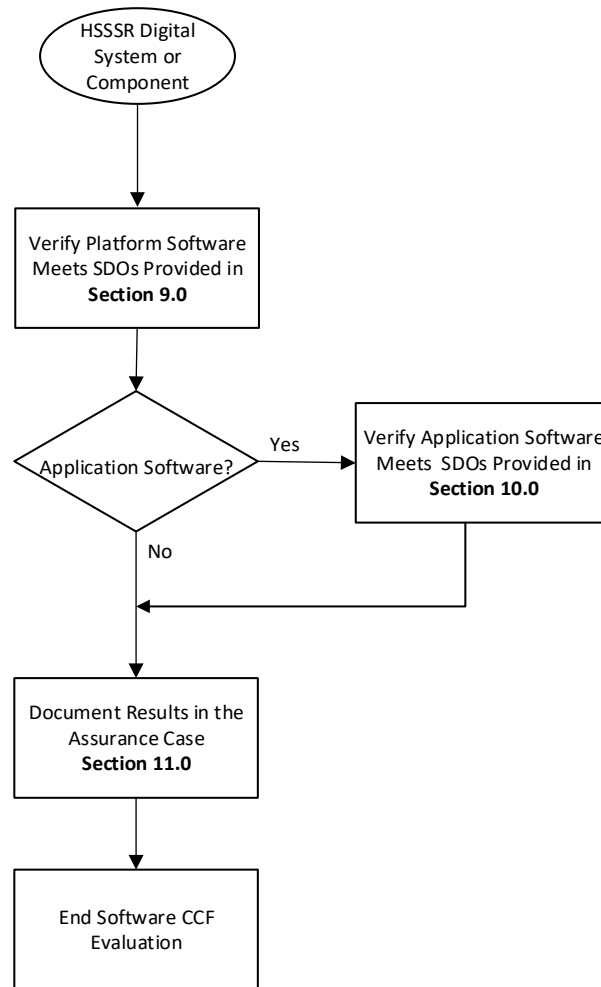 HSSSR Digital
System or
Component
Verify Platform Software
Meets SDOs Provided in
Section 9.0
Application Software?
Yes
Verify Application Software
Meets SDOs Provided in
Section 10.0
No
Document Results in the
Assurance Case
Section 11.0
End Software CCF
Evaluation